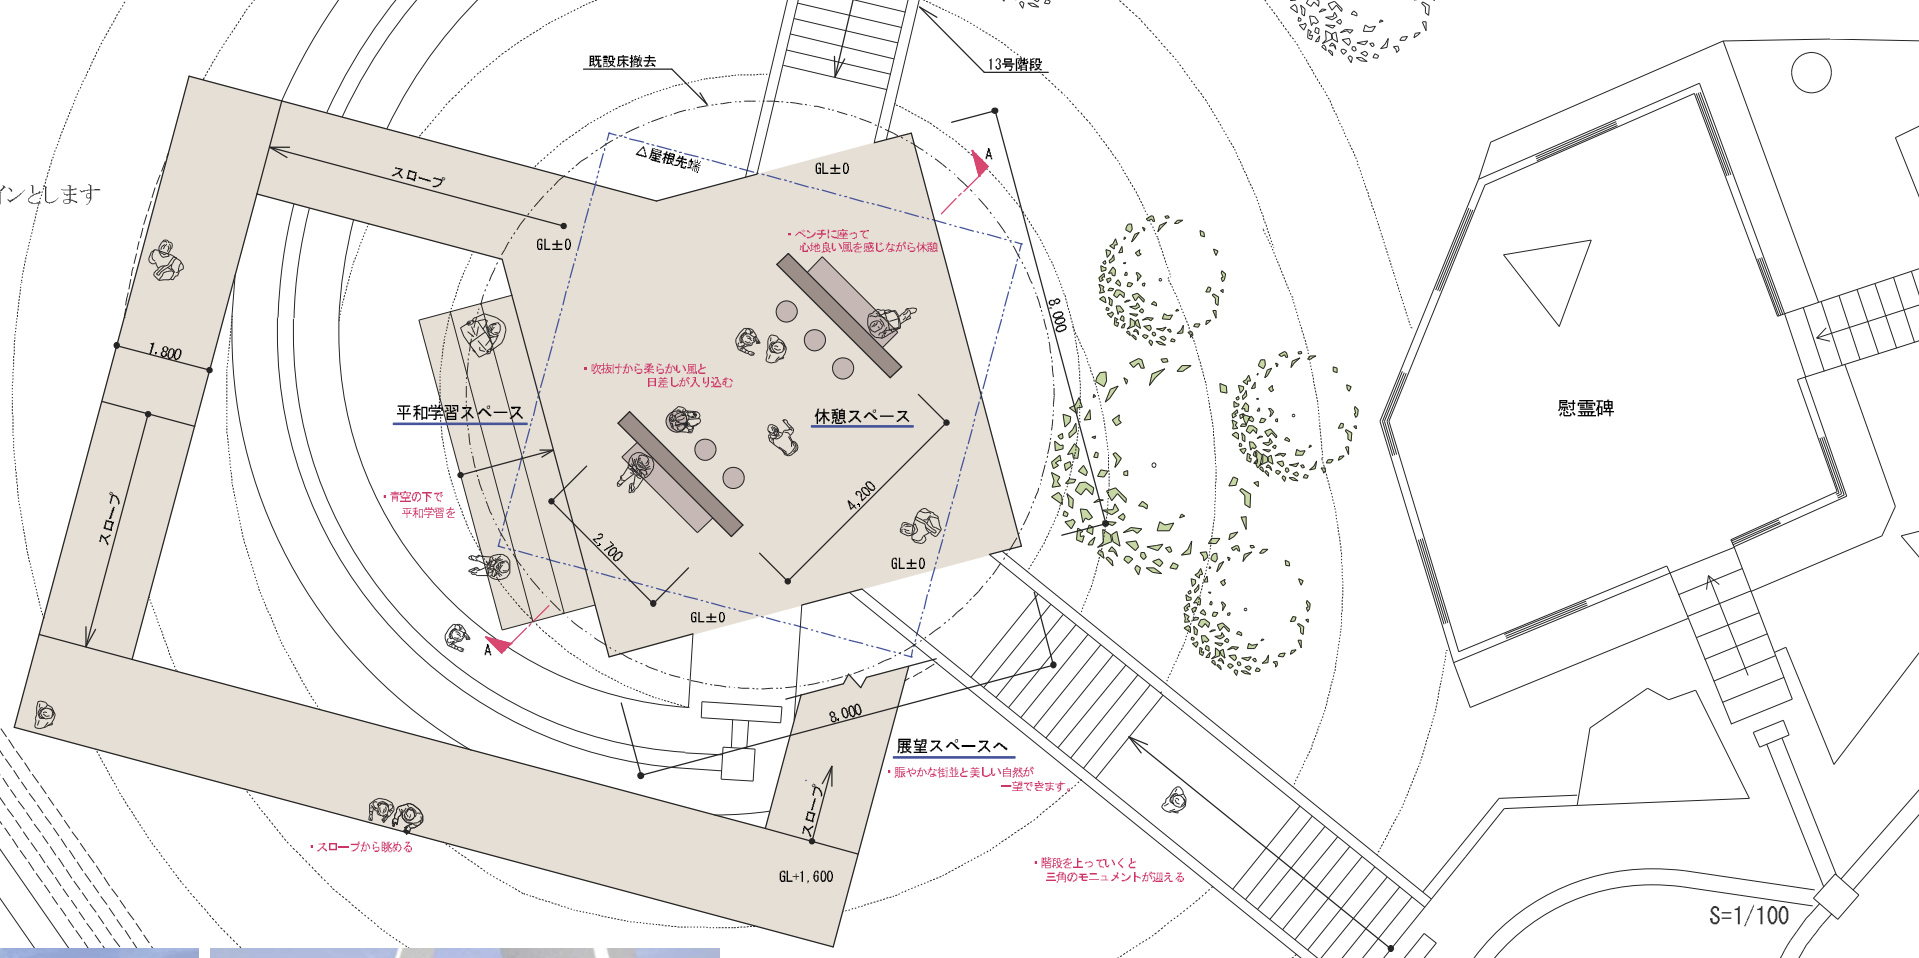 既設床撤去
13号階段
インとします
△屋根先端
GL±0
A
スロープ
GL±0
・ベンチに座って
心地良い風を感じながら休憩
8,000
1,800
・吹抜けから柔らかい風と
日差しが入り込む
平和学習スペース
休憩スペース
慰霊碑
・青空の下で
平和学習を
スロープ
4,200
2,700
GL±0
GL±0
A
8,000
展望スペースへ
・賑やかな街並と美しい自然が
一望できます。
スロープ
・スロープから眺める
GL+1,600
・階段を上っていくと
三角のモニュメントが迎える
S=1/100